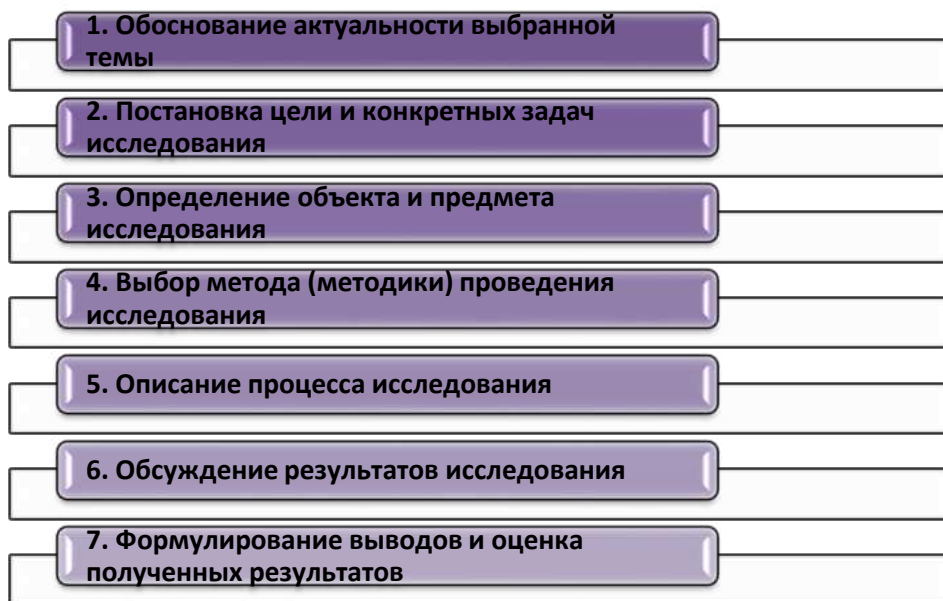 1. Обоснование актуальности выбранной
темы
2. Постановка цели и конкретных задач
исследования
3. Определение объекта и предмета
исследования
4. Выбор метода (методики) проведения
исследования
5. Описание процесса исследования
6. Обсуждение результатов исследования
7. Формулирование выводов и оценка
полученных результатов